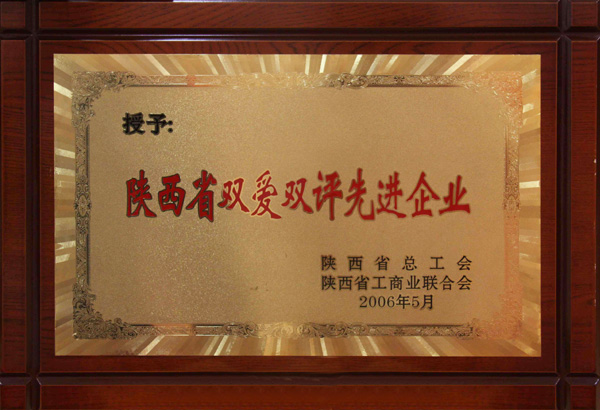 授予:
陕西省双爱双评先进企业
陕西省总工会
陕西省工商业联合会
2006年5月